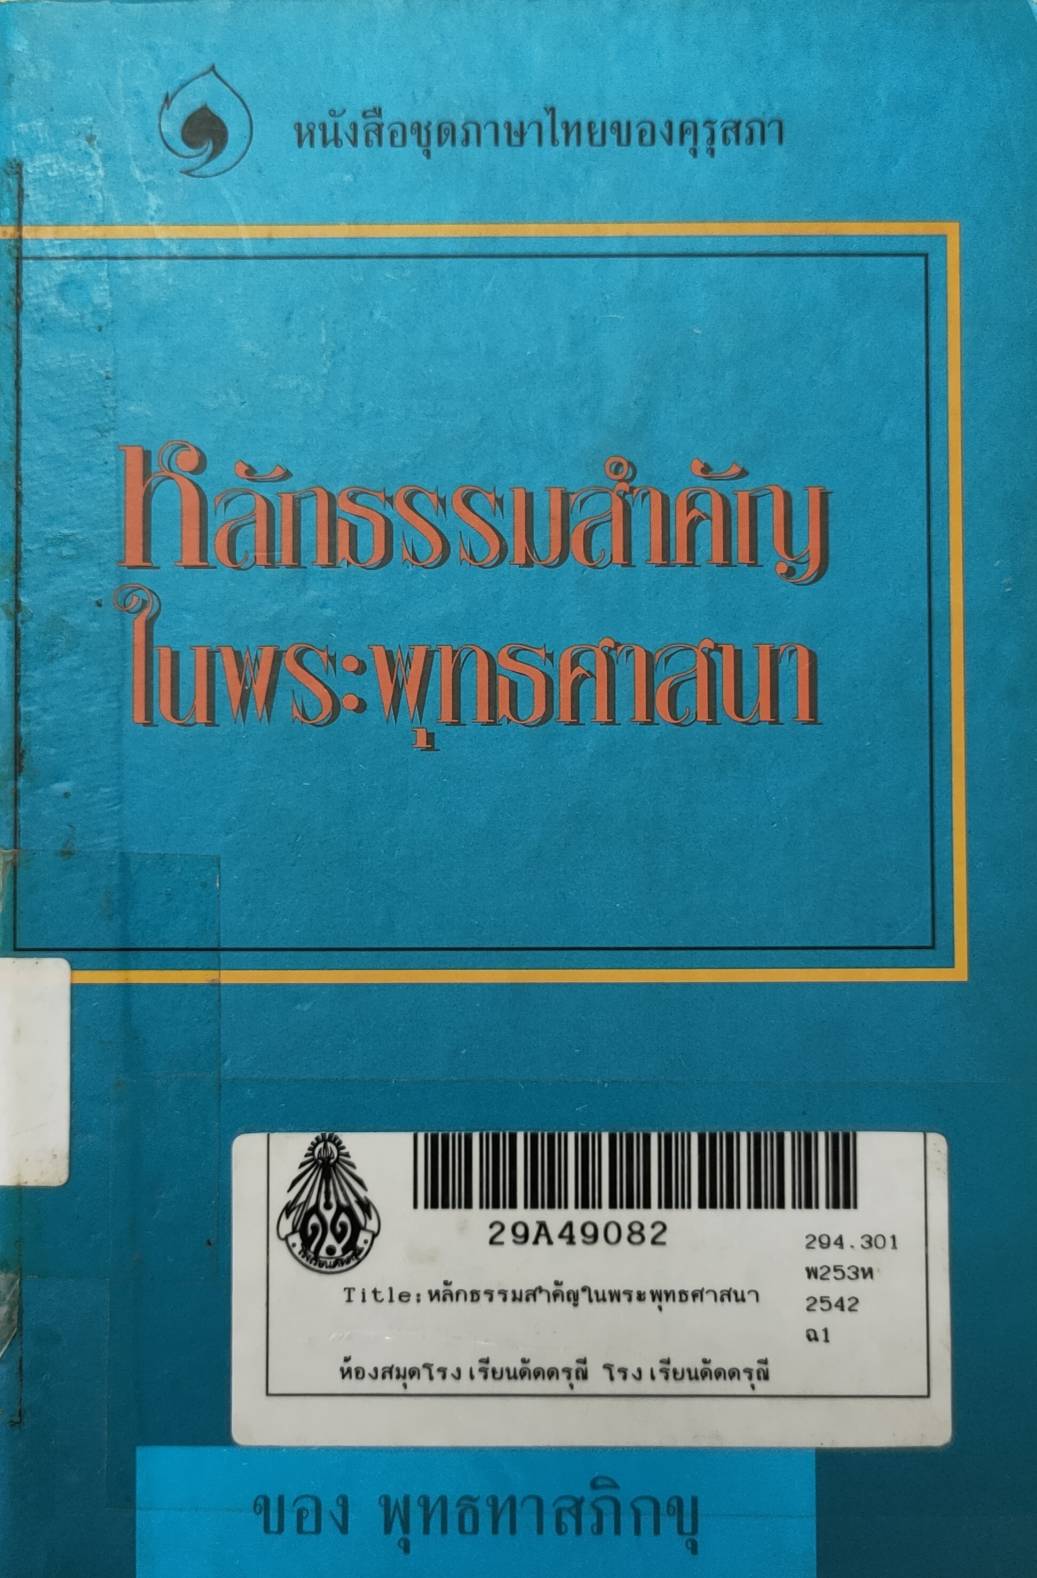 หนังสือชุดภาษาไทยของคุรุสภา
หลักธรรมสำคัญ
ในพระพุทธศาสนา
29A49082
294.301
พ253ห
2542
ฉ1
Title:หลักธรรมสำคัญในพระพุทธศาสนา
ห้องสมุดโรงเรียนดัดดรุณี โรงเรียนดัดดรุณี
ของ พุทธทาสภิกขุ